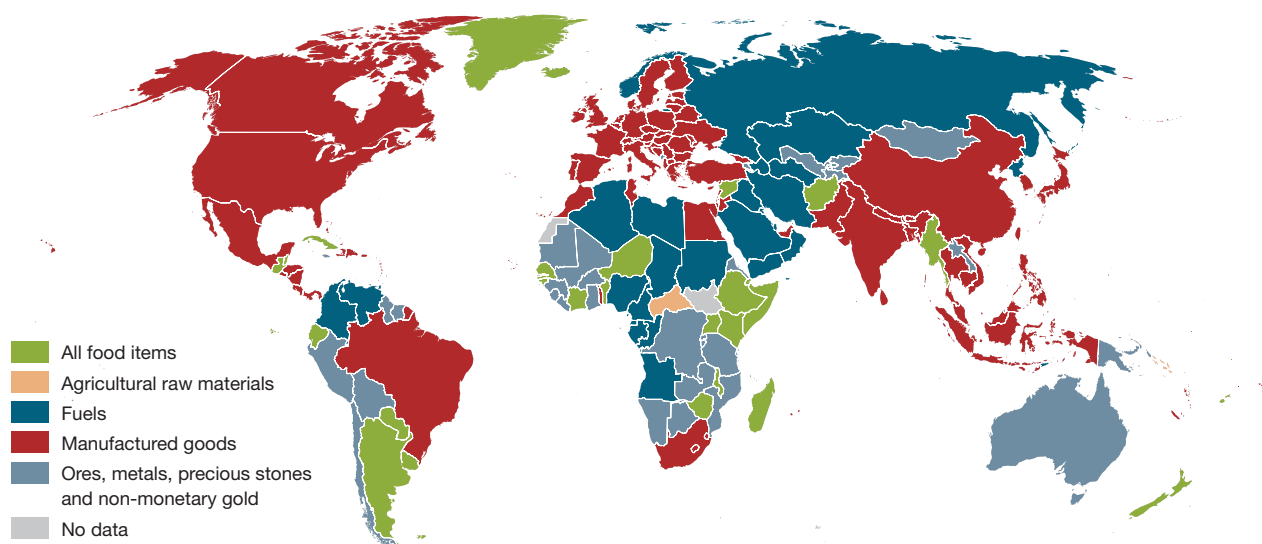 All food items
Agricultural raw materials
Fuels
Manufactured goods
Ores, metals, precious stones
and non-monetary gold
No data